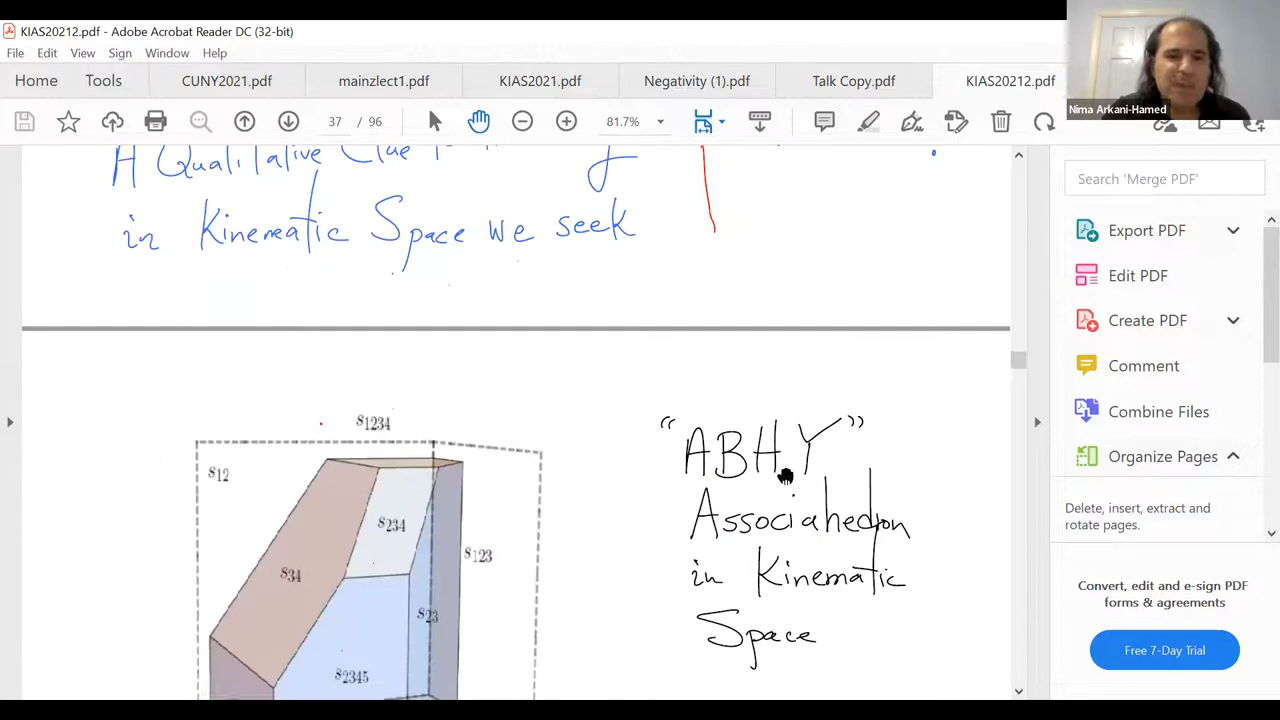 KIAS20212.pdf - Adobe Acrobat Reader DC (32-bit)
File Edit View Sign Window Help
Home Tools CUNY2021.pdf mainzlect1.pdf KIAS2021.pdf Negativity (1).pdf Talk Copy.pdf KIAS20212.pdf
Nima Arkani-Hamed
37 / 96 81.7%
A Qualitative Clue
in Kinematic Space we seek
Search 'Merge PDF'
Export PDF
Edit PDF
Create PDF
Comment
Combine Files
Organize Pages
Delete, insert, extract and
rotate pages.
Convert, edit and e-sign PDF
forms & agreements
Free 7-Day Trial
s1234
s12
s234
s123
s34
s23
s2345
"ABHY"
Associahedron
in Kinematic
Space